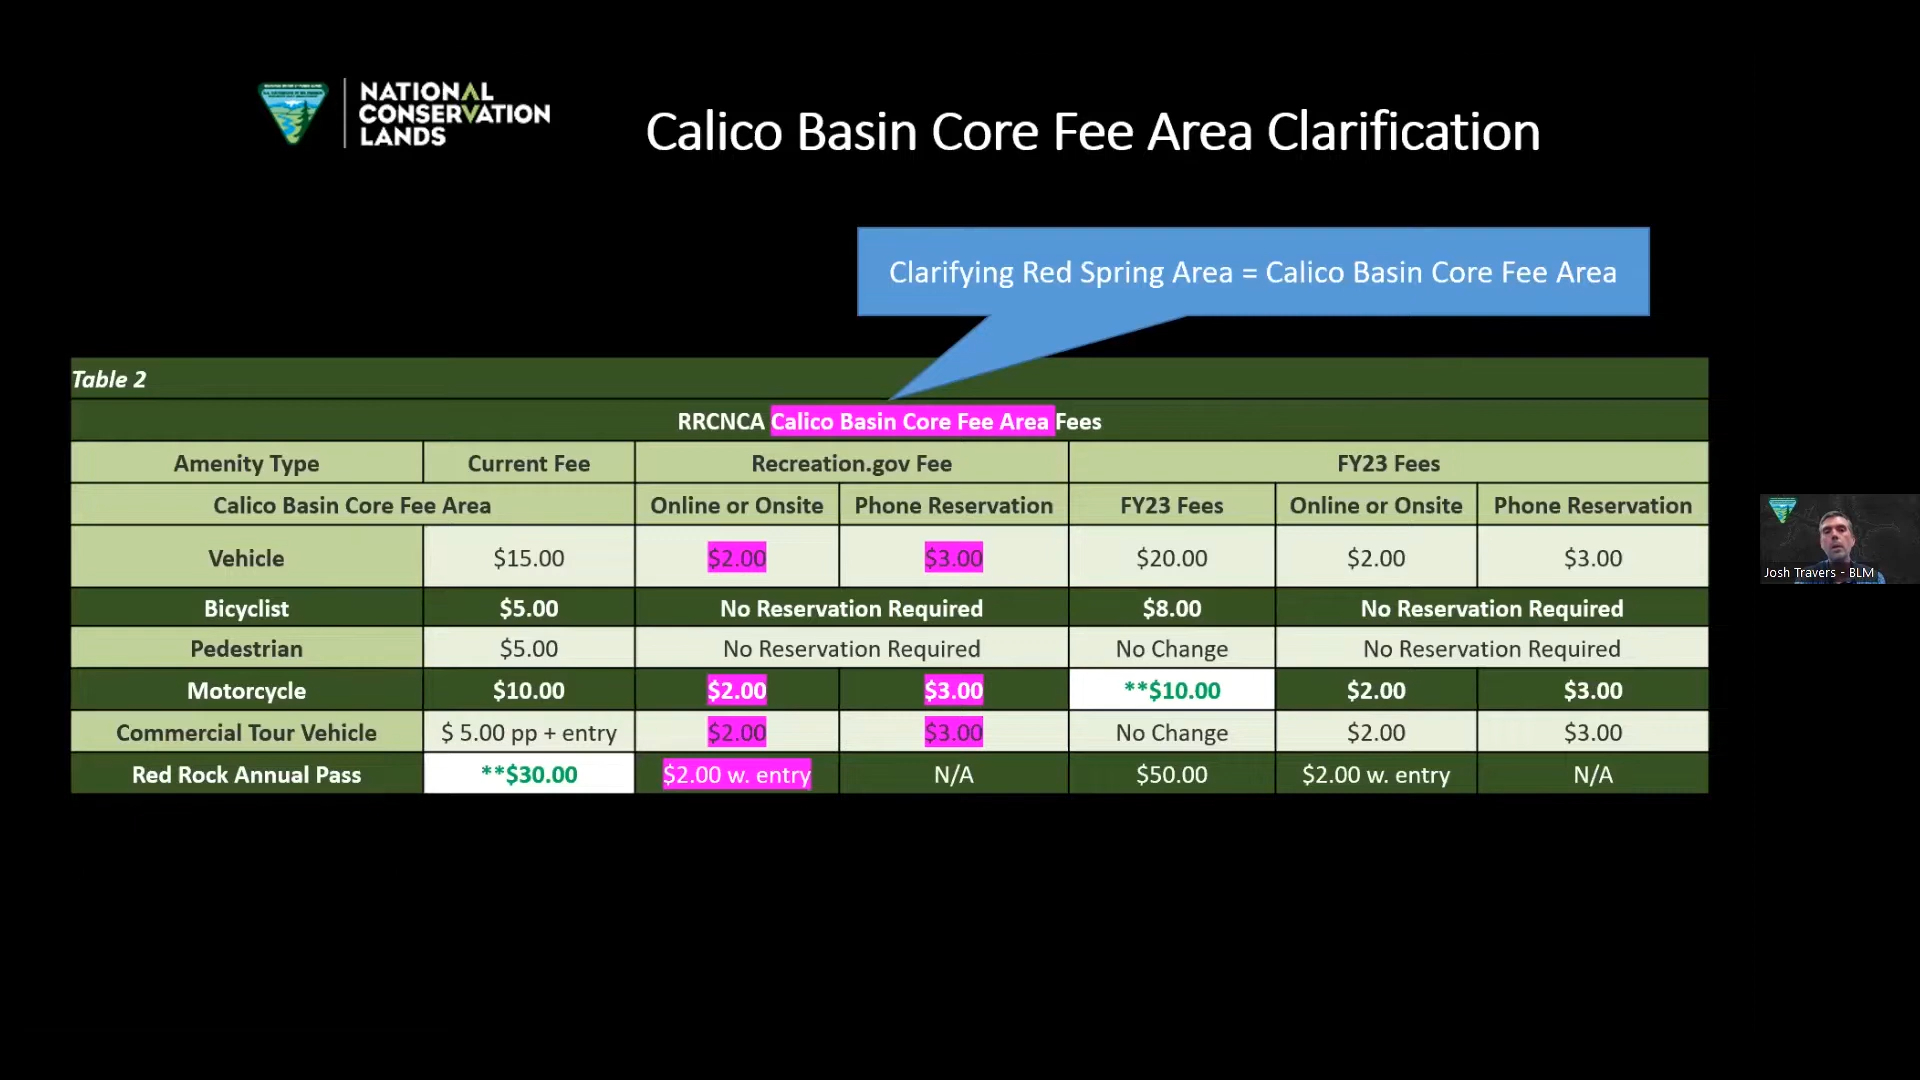 NATIONAL
CONSERVATION
LANDS
Calico Basin Core Fee Area Clarification
Clarifying Red Spring Area = Calico Basin Core Fee Area
Table 2
RRCNCA Calico Basin Core Fee Area Fees
Amenity Type Current Fee Recreation.gov Fee FY23 Fees
Calico Basin Core Fee Area Online or Onsite Phone Reservation FY23 Fees Online or Onsite Phone Reservation
Vehicle $15.00 $2.00 $3.00 $20.00 $2.00 $3.00
Bicyclist $5.00 No Reservation Required $8.00 No Reservation Required
Pedestrian $5.00 No Reservation Required No Change No Reservation Required
Motorcycle $10.00 $2.00 $3.00 **$10.00 $2.00 $3.00
Commercial Tour Vehicle $ 5.00 pp + entry $2.00 $3.00 No Change $2.00 $3.00
Red Rock Annual Pass **$30.00 $2.00 w. entry N/A $50.00 $2.00 w. entry N/A
Josh Travers - BLM